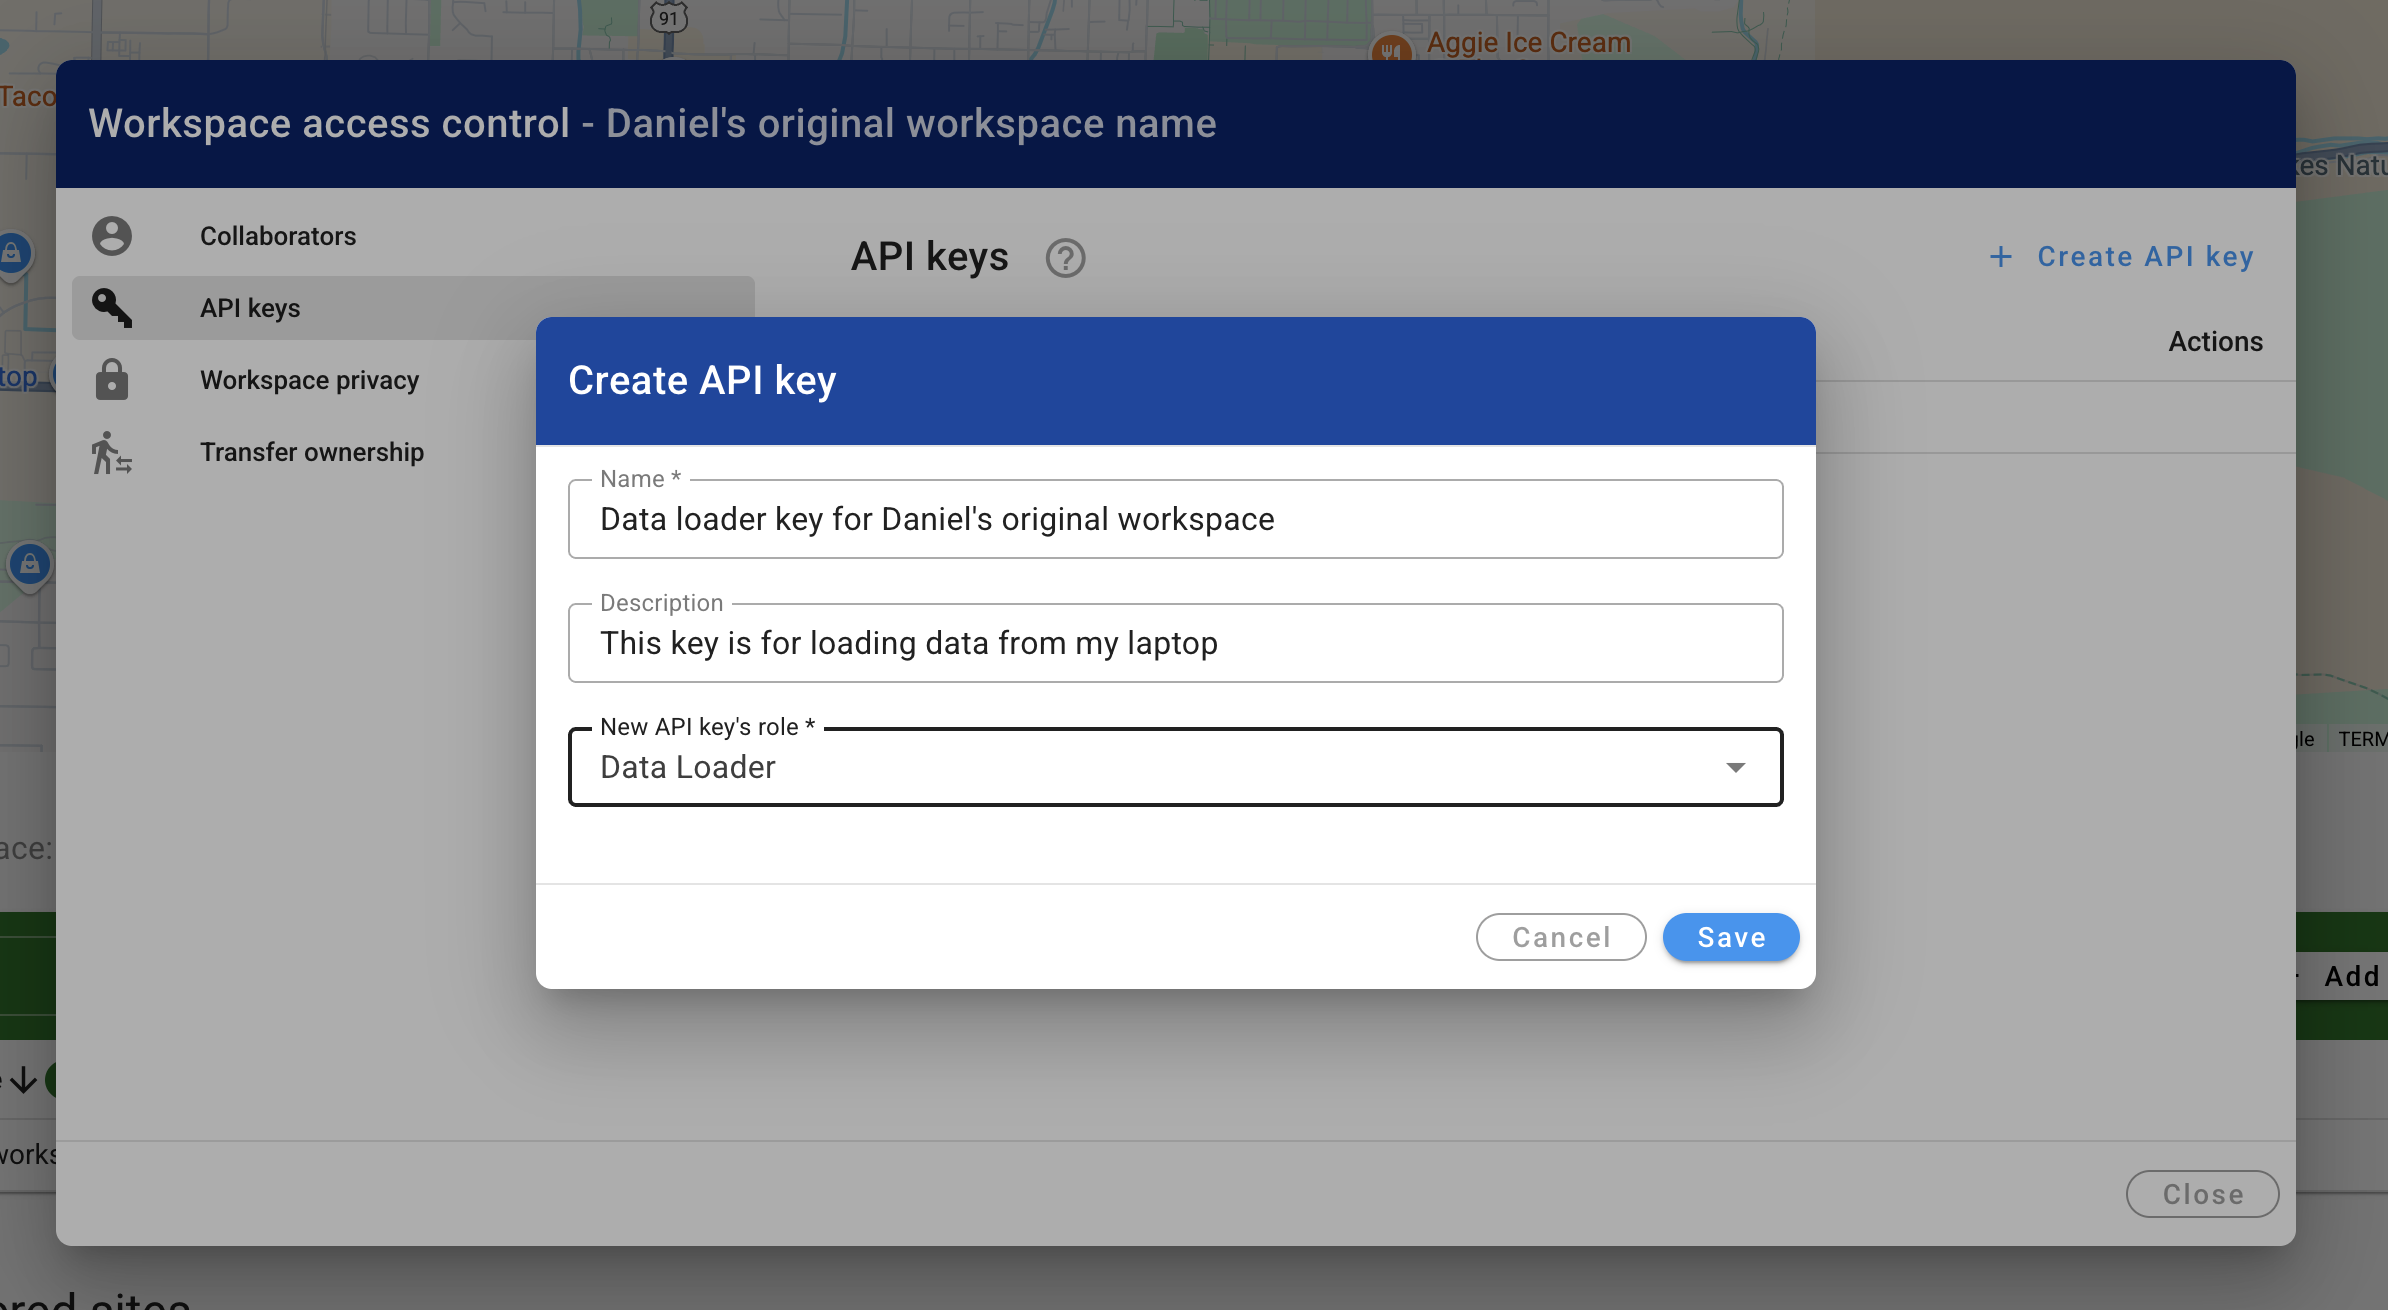 91
Aggie Ice Cream
Taco
Workspace access control - Daniel's original workspace name
kes Natu
Collaborators
API keys
+ Create API key
API keys
Actions
Workspace privacy
top
Create API key
Transfer ownership
Name *
Data loader key for Daniel's original workspace
Description
This key is for loading data from my laptop
New API key's role *
gle
TERM
Data Loader
ace:
Cancel
Save
Add
works
Close
ered sites